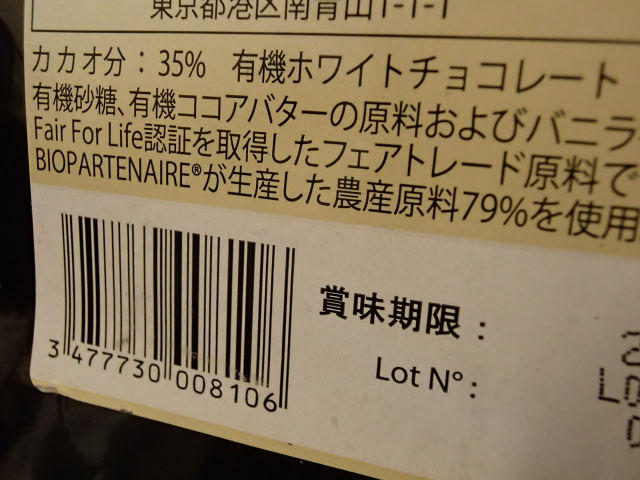 東京都港区南青山1-1-1
カカオ分：35%　有機ホワイトチョコレート
有機砂糖、有機ココアバターの原料およびバニラ
Fair For Life認証を取得したフェアトレード原料で
BIOPARTENAIRE®が生産した農産原料79%を使用
賞味期限：
Lot N°：
3 477730 008106